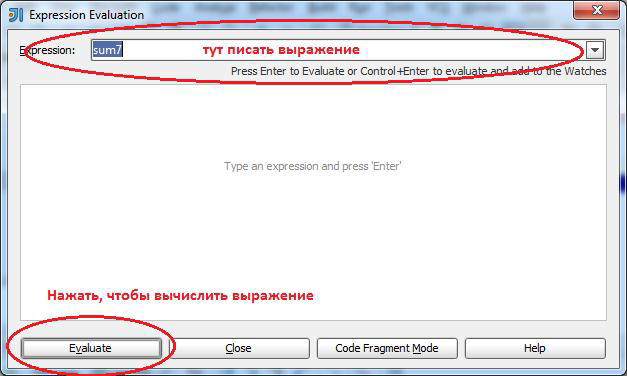 Expression Evaluation
Expression: sum7 тут писать выражение
Press Enter to Evaluate or Control+Enter to evaluate and add to the Watches
Type an expression and press 'Enter'
Нажать, чтобы вычислить выражение
Evaluate Close Code Fragment Mode Help